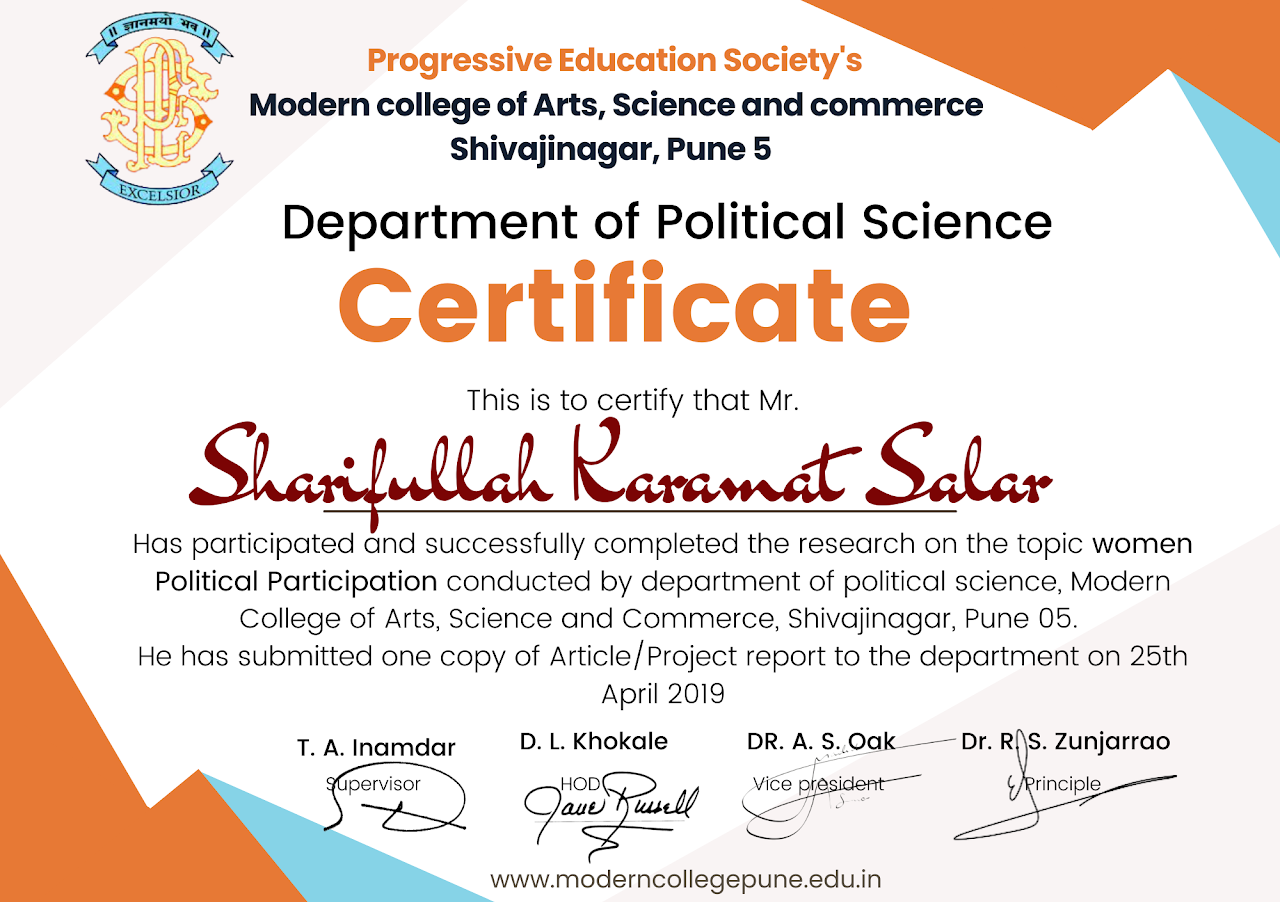 ॥ ज्ञानमयो भव ॥
EXCELSIOR
Progressive Education Society's
Modern college of Arts, Science and commerce
Shivajinagar, Pune 5
Department of Political Science
Certificate
This is to certify that Mr.
Sharifullah Karamat Salar
Has participated and successfully completed the research on the topic women
Political Participation conducted by department of political science, Modern
College of Arts, Science and Commerce, Shivajinagar, Pune 05.
He has submitted one copy of Article/Project report to the department on 25th
April 2019
T. A. Inamdar D. L. Khokale DR. A. S. Oak Dr. R. S. Zunjarrao
Supervisor HOD Vice president Principle
Jane Russell
www.moderncollegepune.edu.in